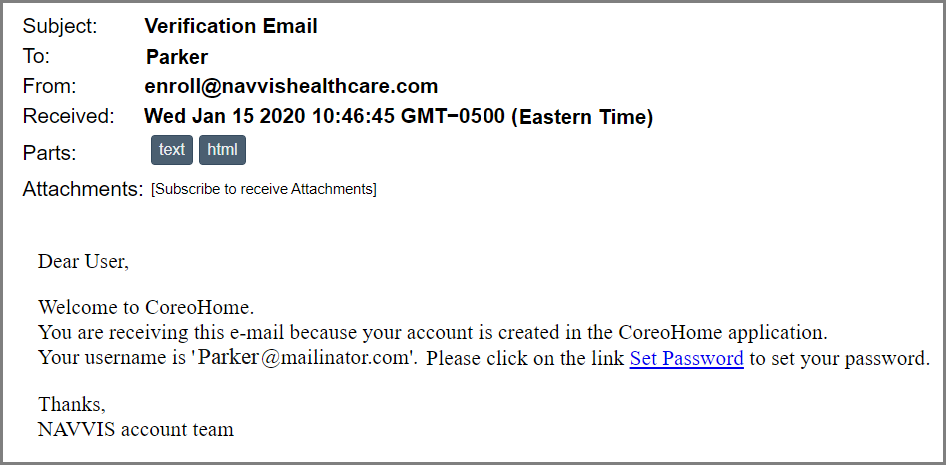 Subject: Verification Email
To: Parker
From: enroll@navvishealthcare.com
Received: Wed Jan 15 2020 10:46:45 GMT−0500 (Eastern Time)
Parts: text html
Attachments: [Subscribe to receive Attachments]
Dear User,
Welcome to CoreoHome.
You are receiving this e-mail because your account is created in the CoreoHome application.
Your username is 'Parker@mailinator.com'. Please click on the link Set Password to set your password.
Thanks,
NAVVIS account team